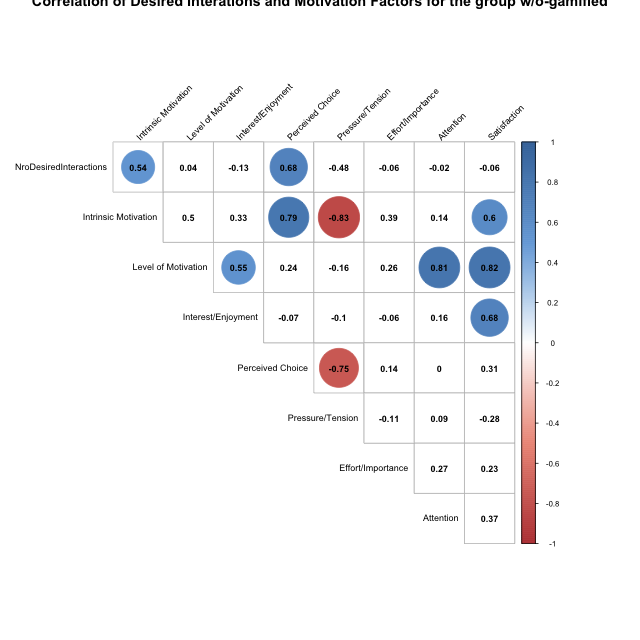 Correlation of Desired Interations and Motivation Factors for the group w/o-gamified
Intrinsic Motivation
Level of Motivation
Interest/Enjoyment
Perceived Choice
Pressure/Tension
Effort/Importance
Attention
Satisfaction
NroDesiredInteractions 0.54 0.04 -0.13 0.68 -0.48 -0.06 -0.02 -0.06
Intrinsic Motivation 0.5 0.33 0.79 -0.83 0.39 0.14 0.6
Level of Motivation 0.55 0.24 -0.16 0.26 0.81 0.82
Interest/Enjoyment -0.07 -0.1 -0.06 0.16 0.68
Perceived Choice -0.75 0.14 0 0.31
Pressure/Tension -0.11 0.09 -0.28
Effort/Importance 0.27 0.23
Attention 0.37
1
0.8
0.6
0.4
0.2
0
-0.2
-0.4
-0.6
-0.8
-1